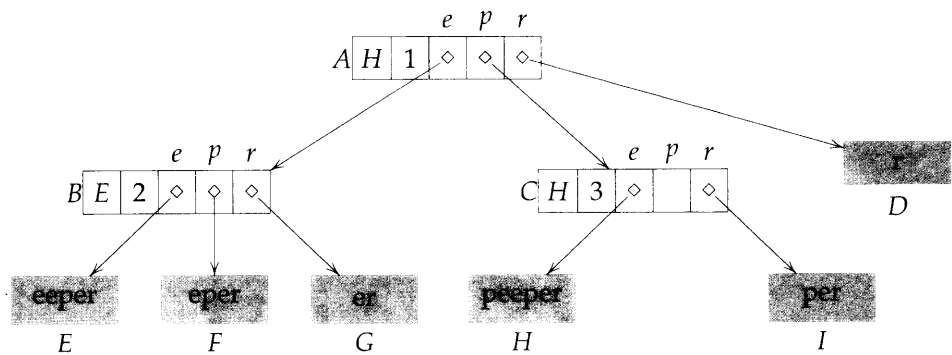 e p r
A H 1
r
D
e p r
B E 2
e p r
C H 3
eeper eper er peeper per
E F G H I